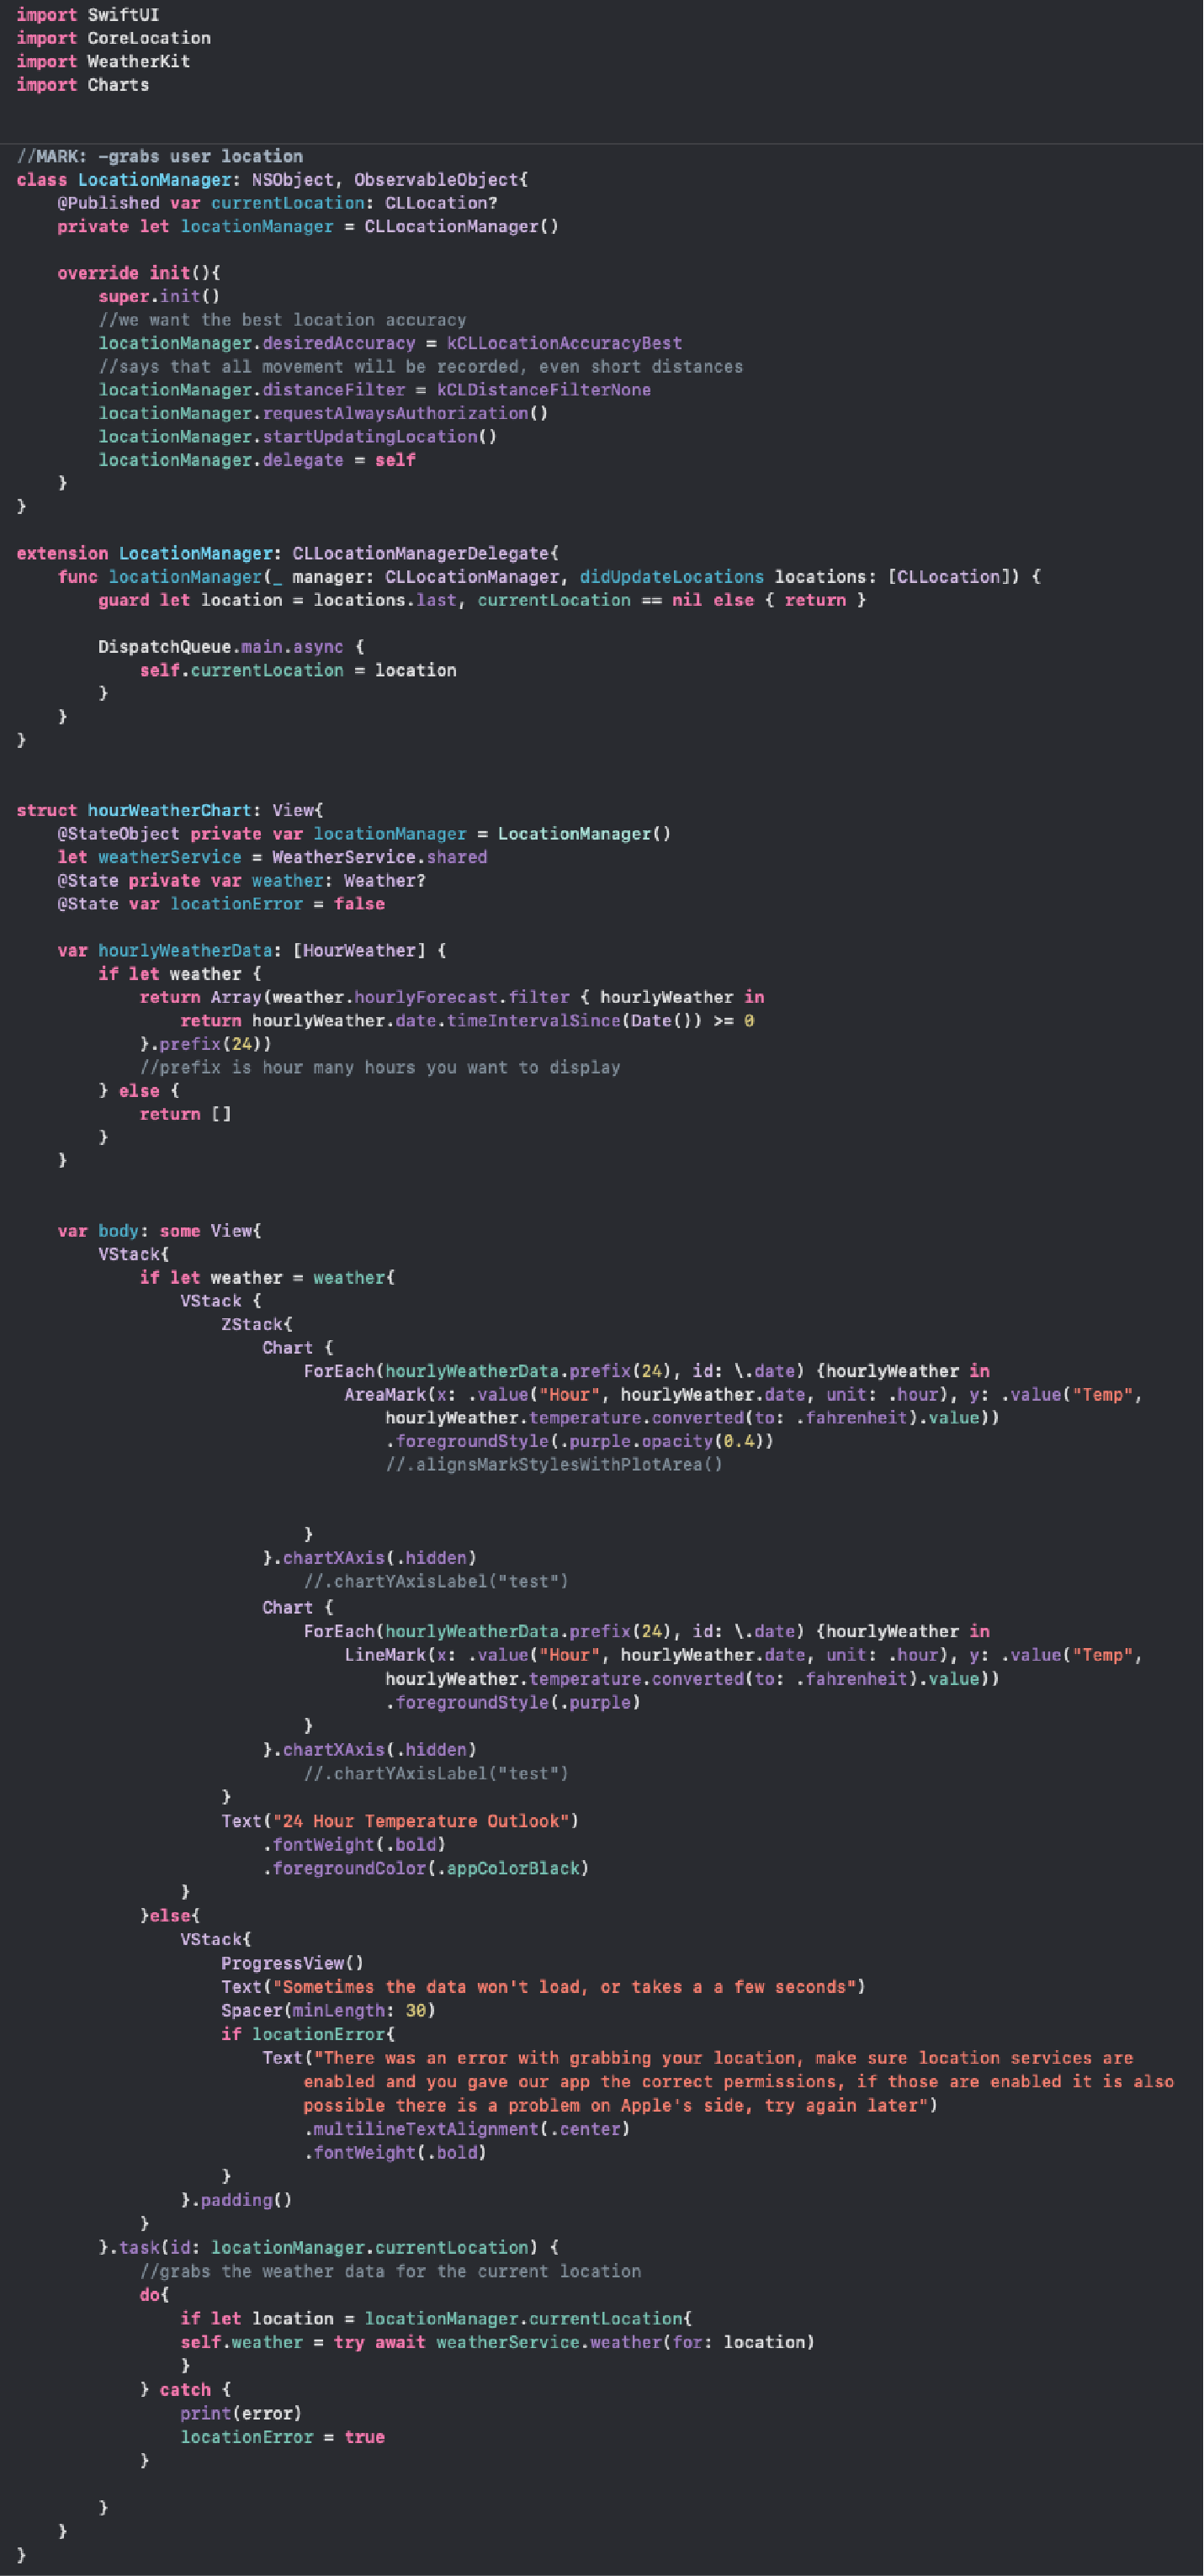 import SwiftUI
import CoreLocation
import WeatherKit
import Charts
//MARK: -grabs user location
class LocationManager: NSObject, ObservableObject{
    @Published var currentLocation: CLLocation?
    private let locationManager = CLLocationManager()

    override init(){
        super.init()
        //we want the best location accuracy
        locationManager.desiredAccuracy = kCLLocationAccuracyBest
        //says that all movement will be recorded, even short distances
        locationManager.distanceFilter = kCLDistanceFilterNone
        locationManager.requestAlwaysAuthorization()
        locationManager.startUpdatingLocation()
        locationManager.delegate = self
    }
}

extension LocationManager: CLLocationManagerDelegate{
    func locationManager(_ manager: CLLocationManager, didUpdateLocations locations: [CLLocation]) {
        guard let location = locations.last, currentLocation == nil else { return }

        DispatchQueue.main.async {
            self.currentLocation = location
        }
    }
}

struct hourWeatherChart: View{
    @StateObject private var locationManager = LocationManager()
    let weatherService = WeatherService.shared
    @State private var weather: Weather?
    @State var locationError = false

    var hourlyWeatherData: [HourWeather] {
        if let weather {
            return Array(weather.hourlyForecast.filter { hourlyWeather in
                return hourlyWeather.date.timeIntervalSince(Date()) >= 0
            }.prefix(24))
            //prefix is hour many hours you want to display
        } else {
            return []
        }
    }

    var body: some View{
        VStack{
            if let weather = weather{
                VStack {
                    ZStack{
                        Chart {
                            ForEach(hourlyWeatherData.prefix(24), id: \.date) {hourlyWeather in
                                AreaMark(x: .value("Hour", hourlyWeather.date, unit: .hour), y: .value("Temp",
                                    hourlyWeather.temperature.converted(to: .fahrenheit).value))
                                    .foregroundStyle(.purple.opacity(0.4))
                                    //.alignsMarkStylesWithPlotArea()

                            }
                        }.chartXAxis(.hidden)
                            //.chartYAxisLabel("test")
                        Chart {
                            ForEach(hourlyWeatherData.prefix(24), id: \.date) {hourlyWeather in
                                LineMark(x: .value("Hour", hourlyWeather.date, unit: .hour), y: .value("Temp",
                                    hourlyWeather.temperature.converted(to: .fahrenheit).value))
                                    .foregroundStyle(.purple)
                            }
                        }.chartXAxis(.hidden)
                            //.chartYAxisLabel("test")
                    }
                    Text("24 Hour Temperature Outlook")
                        .fontWeight(.bold)
                        .foregroundColor(.appColorBlack)
                }
            }else{
                VStack{
                    ProgressView()
                    Text("Sometimes the data won't load, or takes a a few seconds")
                    Spacer(minLength: 30)
                    if locationError{
                        Text("There was an error with grabbing your location, make sure location services are
                            enabled and you gave our app the correct permissions, if those are enabled it is also
                            possible there is a problem on Apple's side, try again later")
                            .multilineTextAlignment(.center)
                            .fontWeight(.bold)
                    }
                }.padding()
            }
        }.task(id: locationManager.currentLocation) {
            //grabs the weather data for the current location
            do{
                if let location = locationManager.currentLocation{
                self.weather = try await weatherService.weather(for: location)
                }
            } catch {
                print(error)
                locationError = true
            }

        }
    }
}